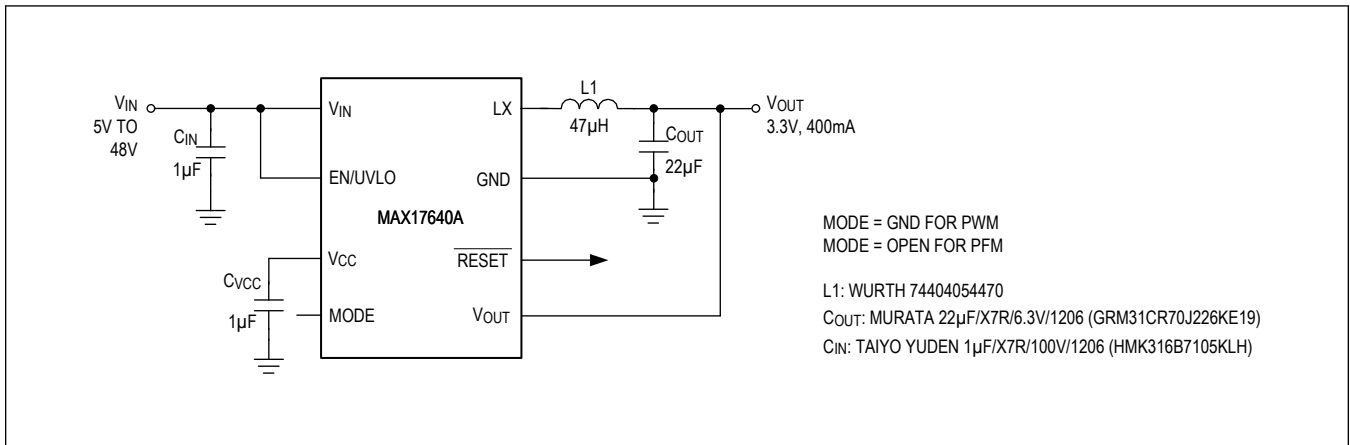 VIN
5V TO
48V
CIN
1µF
VIN
EN/UVLO
MAX17640A
VCC
CVCC
1µF
MODE
LX
GND
RESET
VOUT
L1
47µH
COUT
22µF
VOUT
3.3V, 400mA
MODE = GND FOR PWM
MODE = OPEN FOR PFM
L1: WURTH 74404054470
COUT: MURATA 22µF/X7R/6.3V/1206 (GRM31CR70J226KE19)
CIN: TAIYO YUDEN 1µF/X7R/100V/1206 (HMK316B7105KLH)